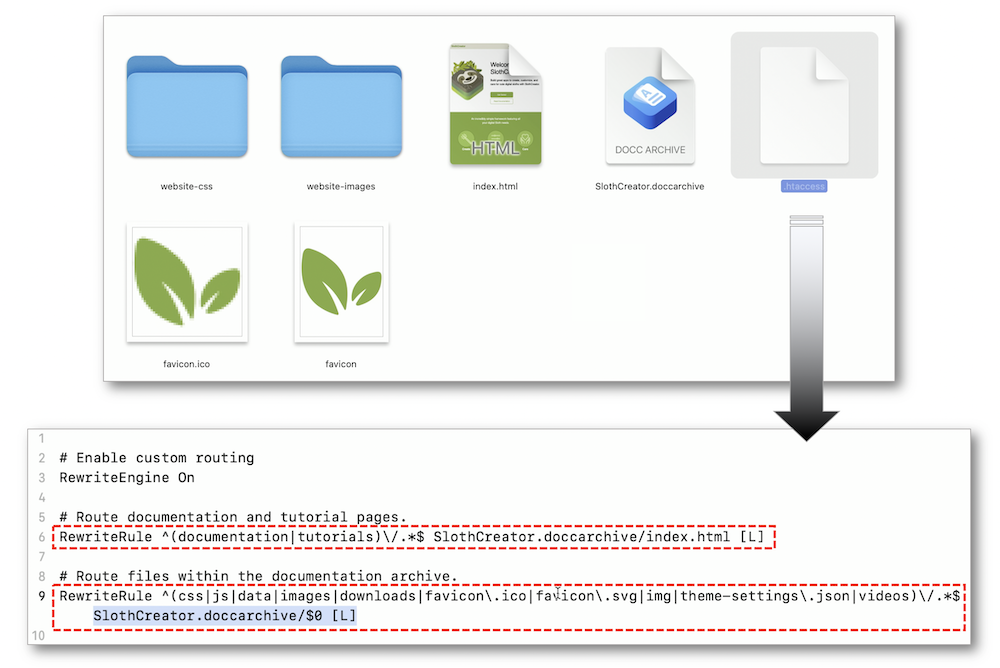 Welcom
SlothC
HTML
DOCC ARCHIVE
website-css
website-images
index.html
SlothCreator.doccarchive
.htaccess
favicon.ico
favicon
1
2 # Enable custom routing
3 RewriteEngine On
4
5 # Route documentation and tutorial pages.
6 RewriteRule ^(documentation|tutorials)\/.*$ SlothCreator.doccarchive/index.html [L]
7
8 # Route files within the documentation archive.
9 RewriteRule ^(css|js|data|images|downloads|favicon\.ico|favicon\.svg|img|theme-settings\.json|videos)\/.*$
SlothCreator.doccarchive/$0 [L]
10